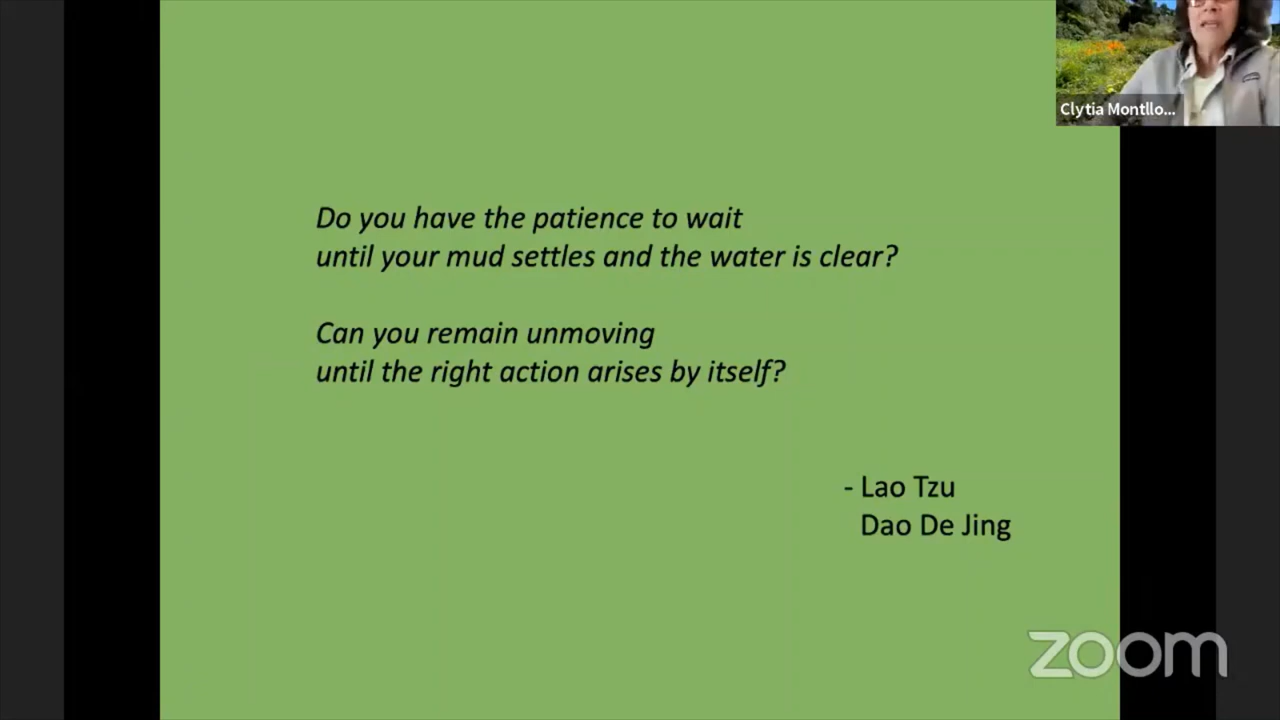 Clytia Montllo...
Do you have the patience to wait
until your mud settles and the water is clear?
Can you remain unmoving
until the right action arises by itself?
- Lao Tzu
Dao De Jing
zoom